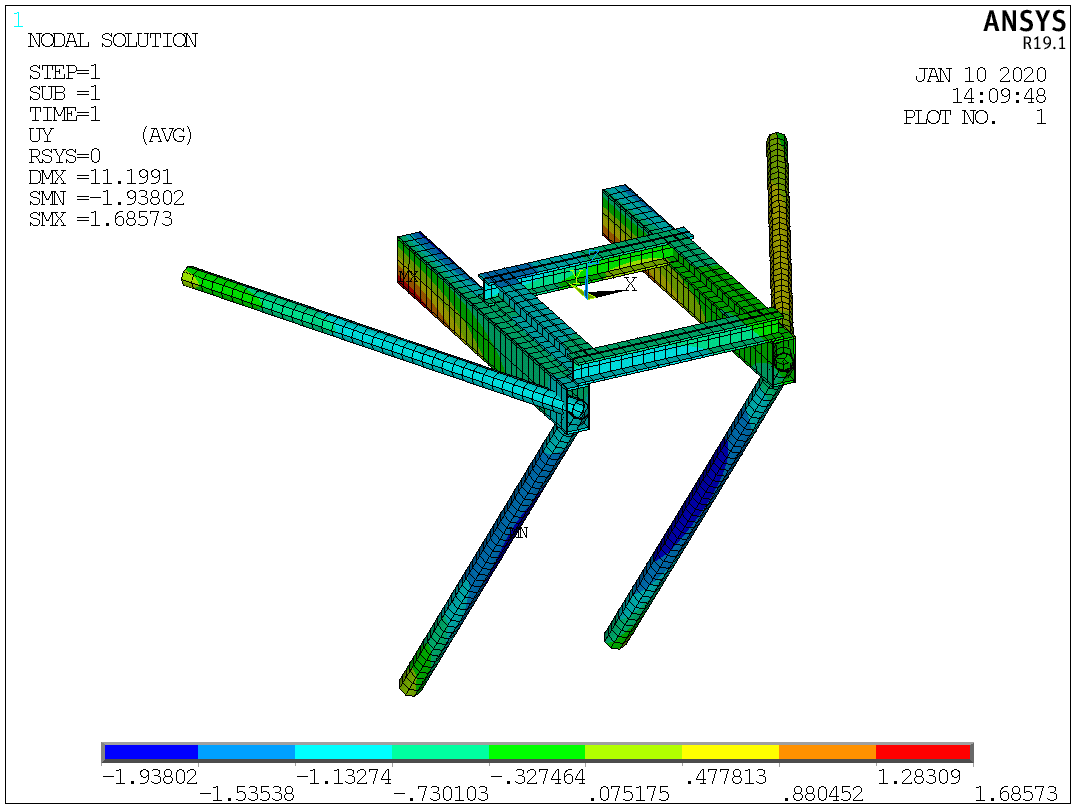 1
ANSYS
R19.1
NODAL SOLUTION
STEP=1
SUB =1
TIME=1
UY (AVG)
RSYS=0
DMX =11.1991
SMN =-1.93802
SMX =1.68573
JAN 10 2020
14:09:48
PLOT NO. 1
MX
Y
X
MN
-1.93802 -1.13274 -.327464 .477813 1.28309
-1.53538 -.730103 .075175 .880452 1.68573